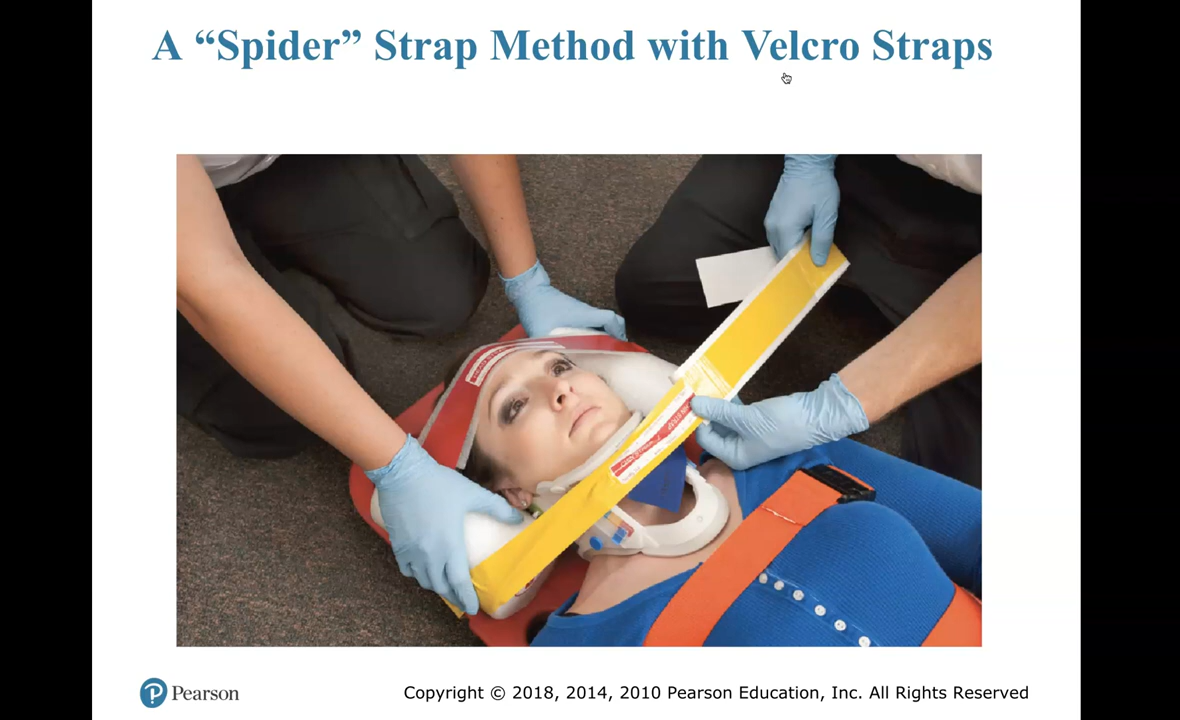 A “Spider” Strap Method with Velcro Straps
Pearson
Copyright © 2018, 2014, 2010 Pearson Education, Inc. All Rights Reserved